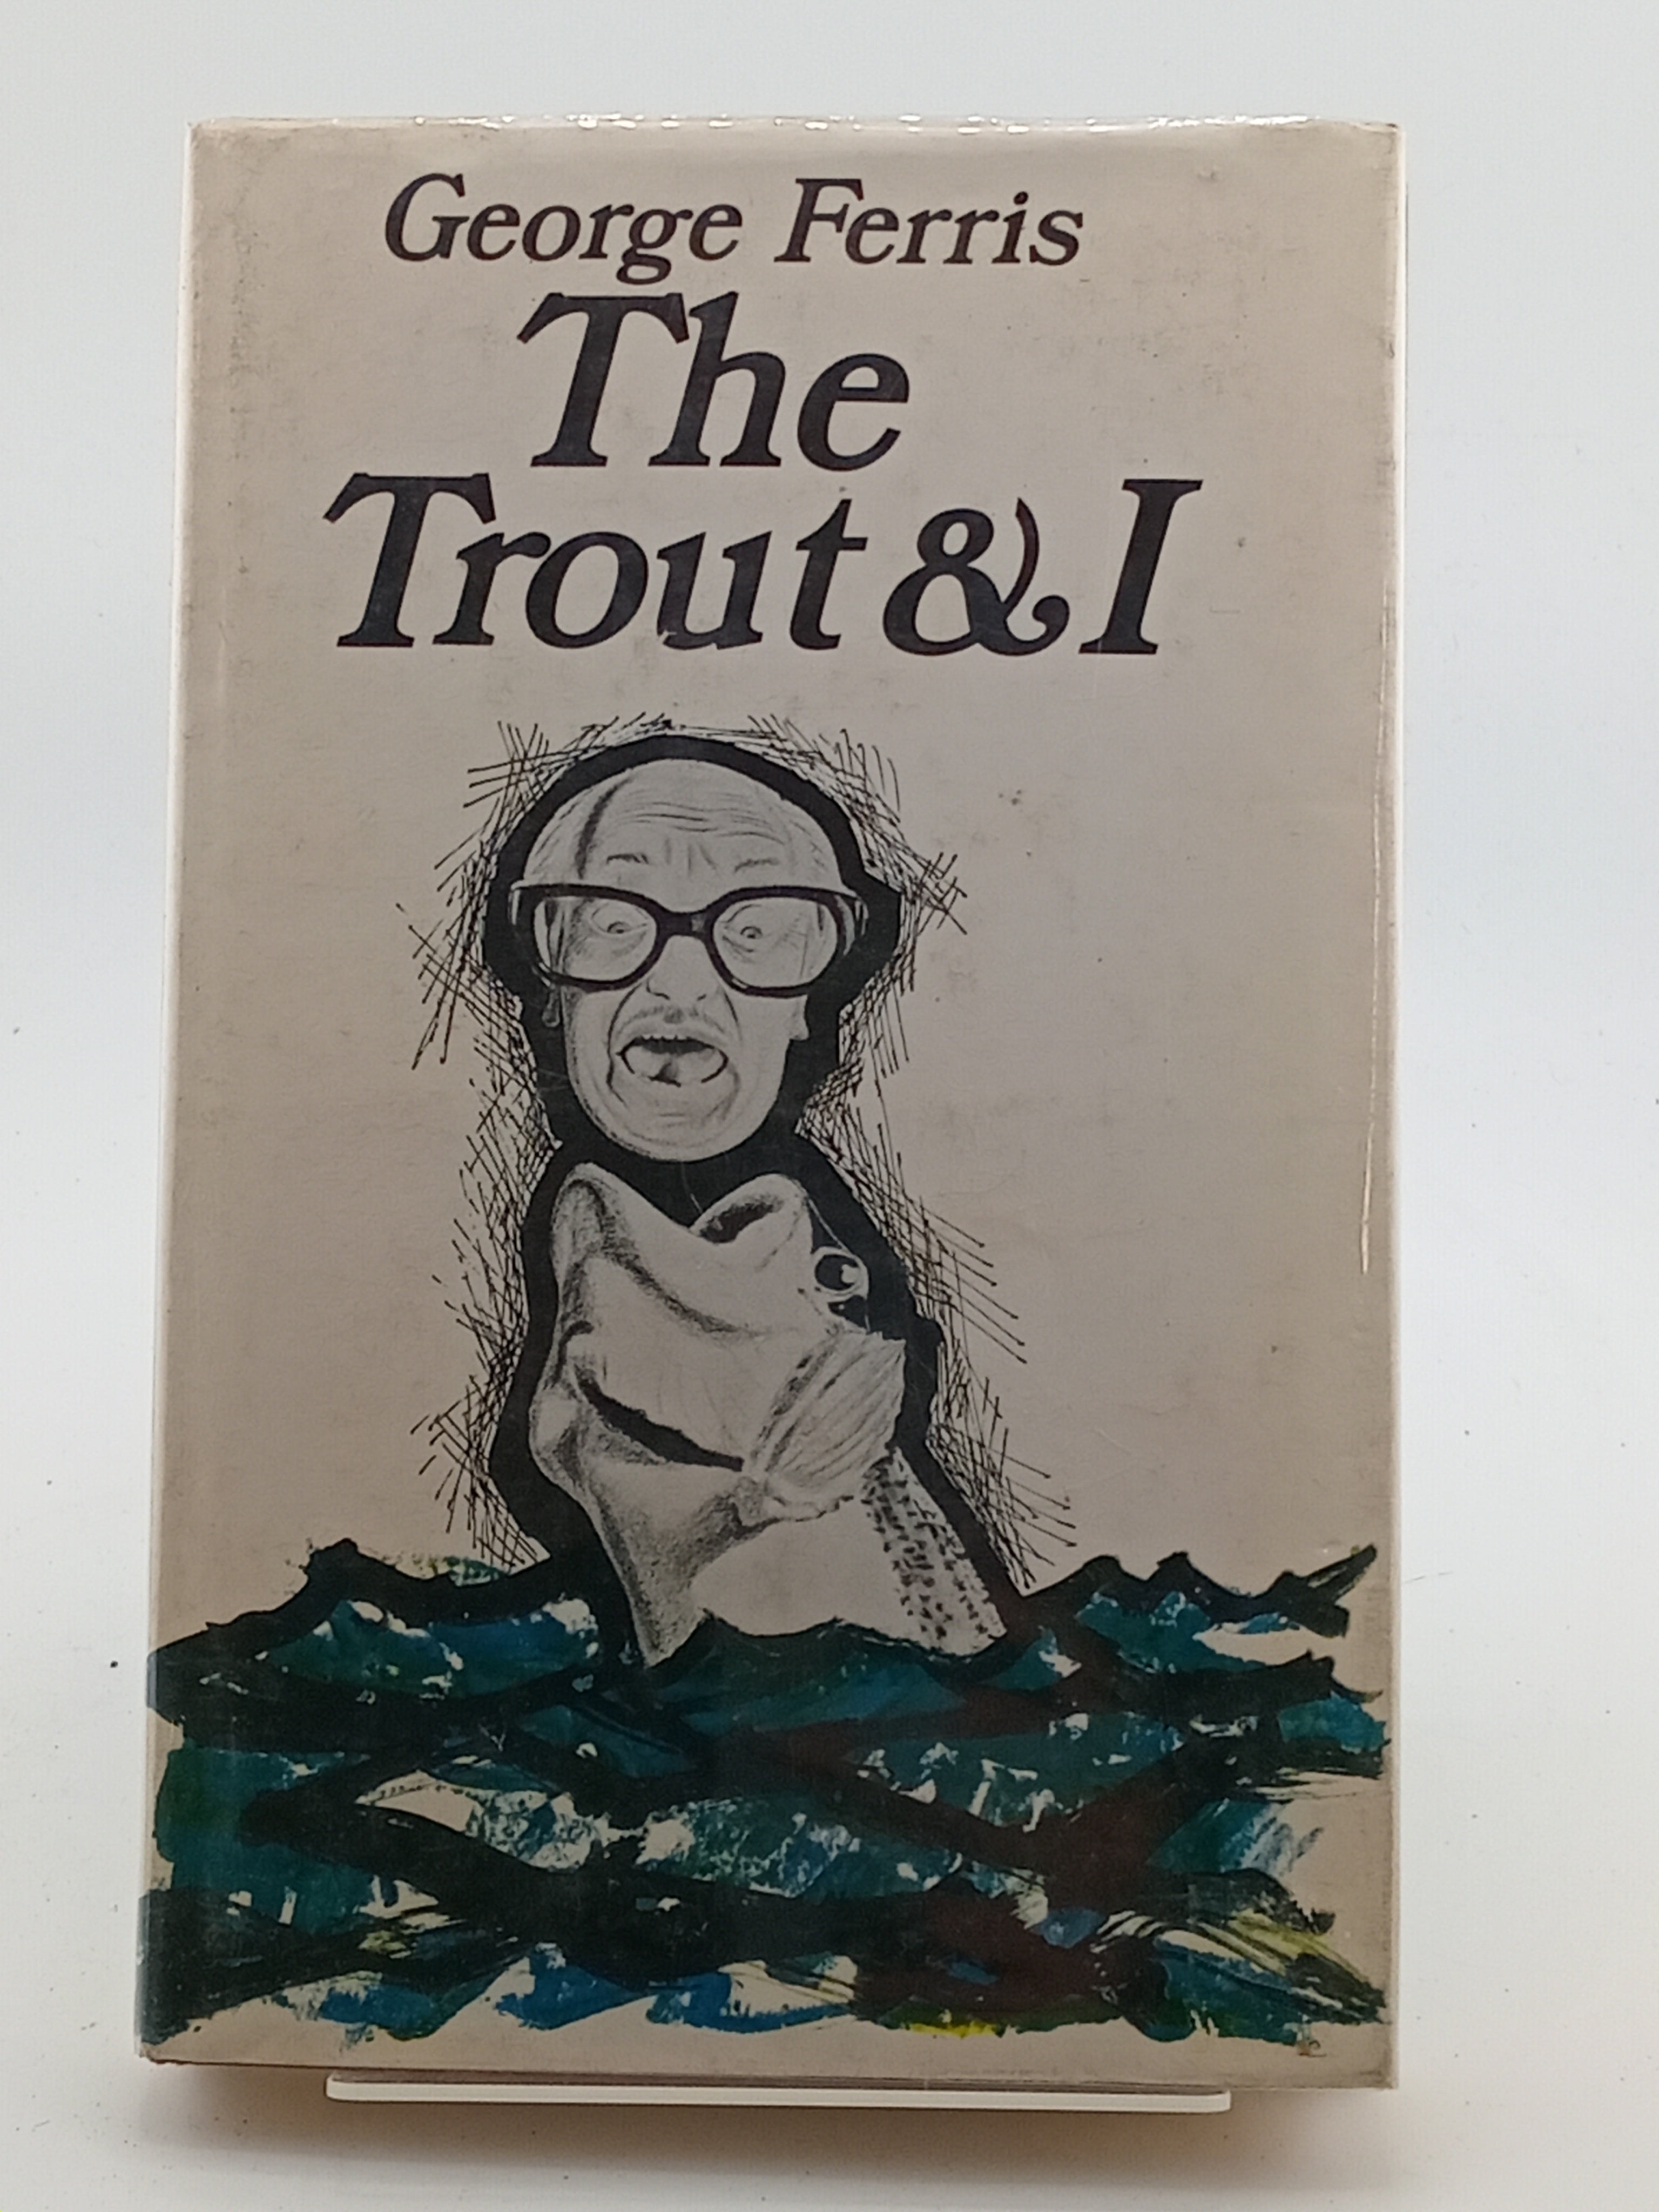 George Ferris
The
Trout & I